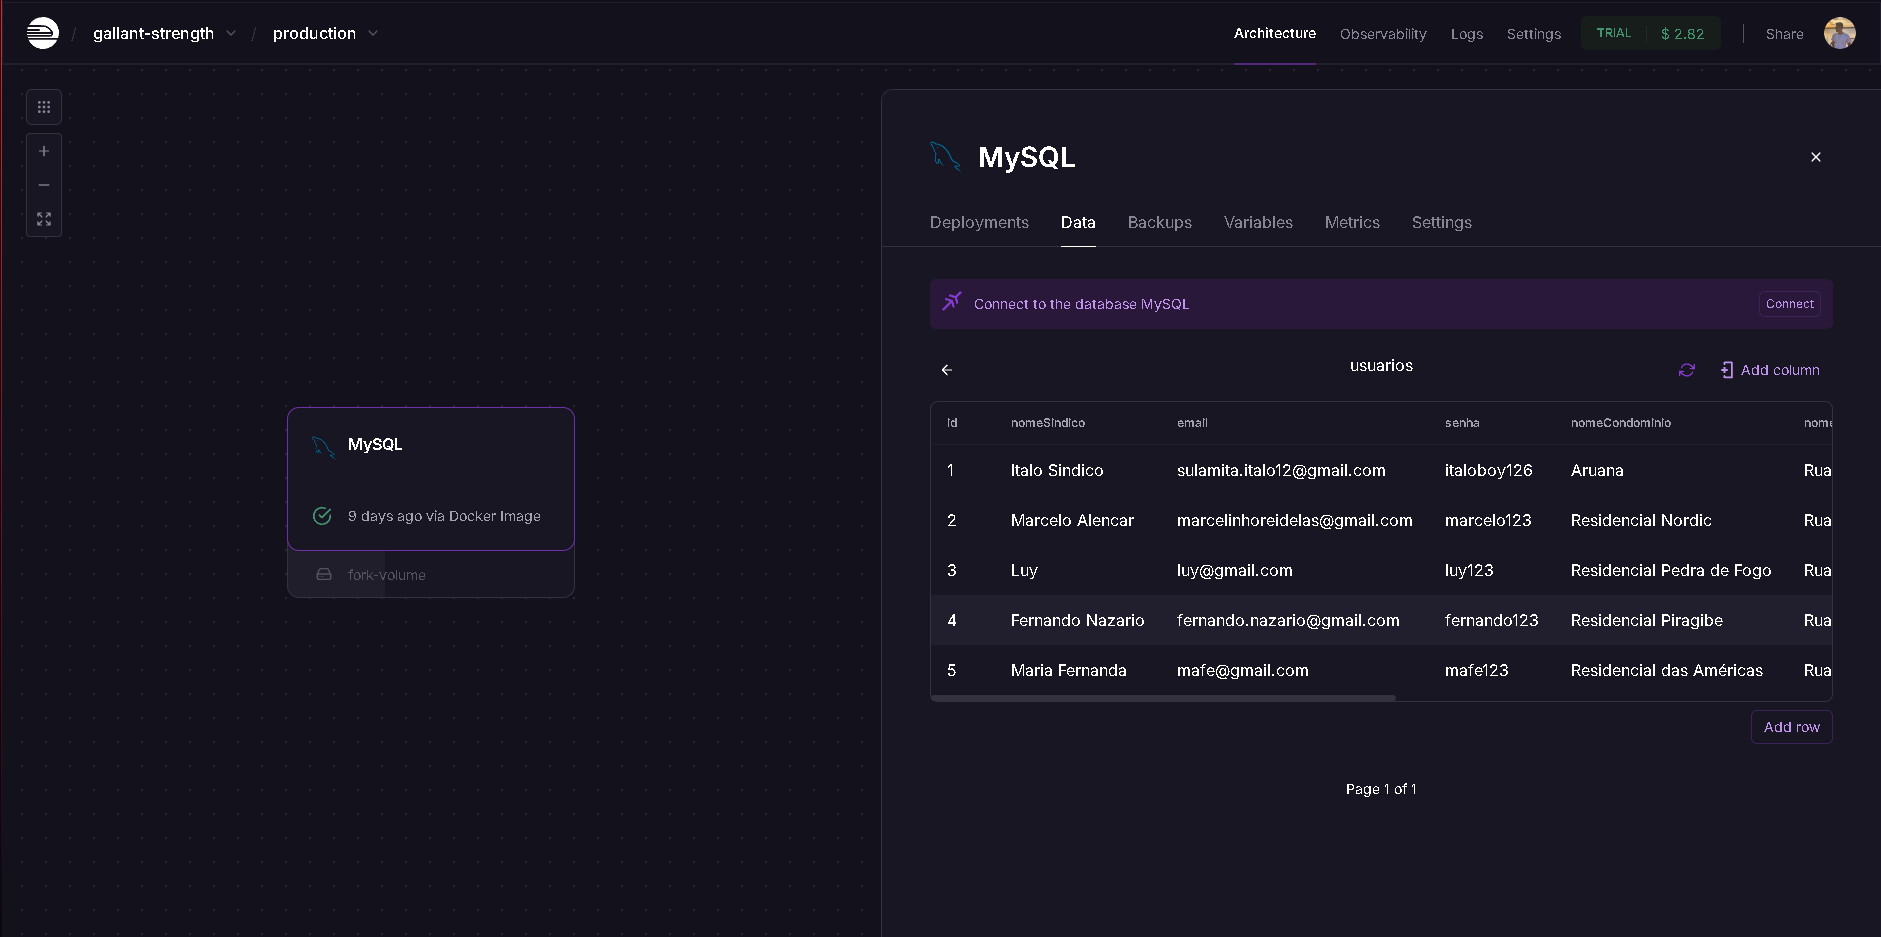 / gallant-strength / production
Architecture Observability Logs Settings TRIAL $ 2.82 Share
MySQL
Deployments Data Backups Variables Metrics Settings
Connect to the database MySQL Connect
usuarios Add column
id nomeSindico email senha nomeCondominio nome
1 Italo Sindico sulamita.italo12@gmail.com italoboy126 Aruana Rua
2 Marcelo Alencar marcelinhoreidelas@gmail.com marcelo123 Residencial Nordic Rua
3 Luy luy@gmail.com luy123 Residencial Pedra de Fogo Rua
4 Fernando Nazario fernando.nazario@gmail.com fernando123 Residencial Piragibe Rua
5 Maria Fernanda mafe@gmail.com mafe123 Residencial das Américas Rua
Add row
Page 1 of 1
MySQL
9 days ago via Docker Image
fork-volume